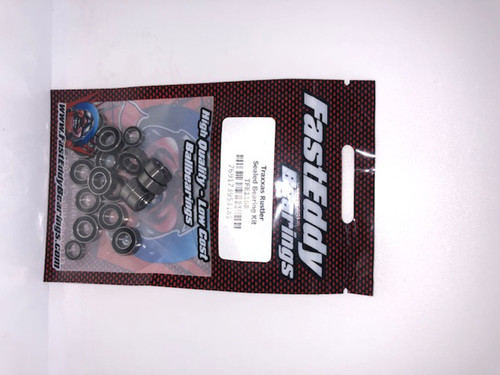 FastEddy
Bearings
Traxxas Rustler
Sealed Bearing Kit
High Quality - Low Cost
Ballbearings
www.FastEddyBearings.com